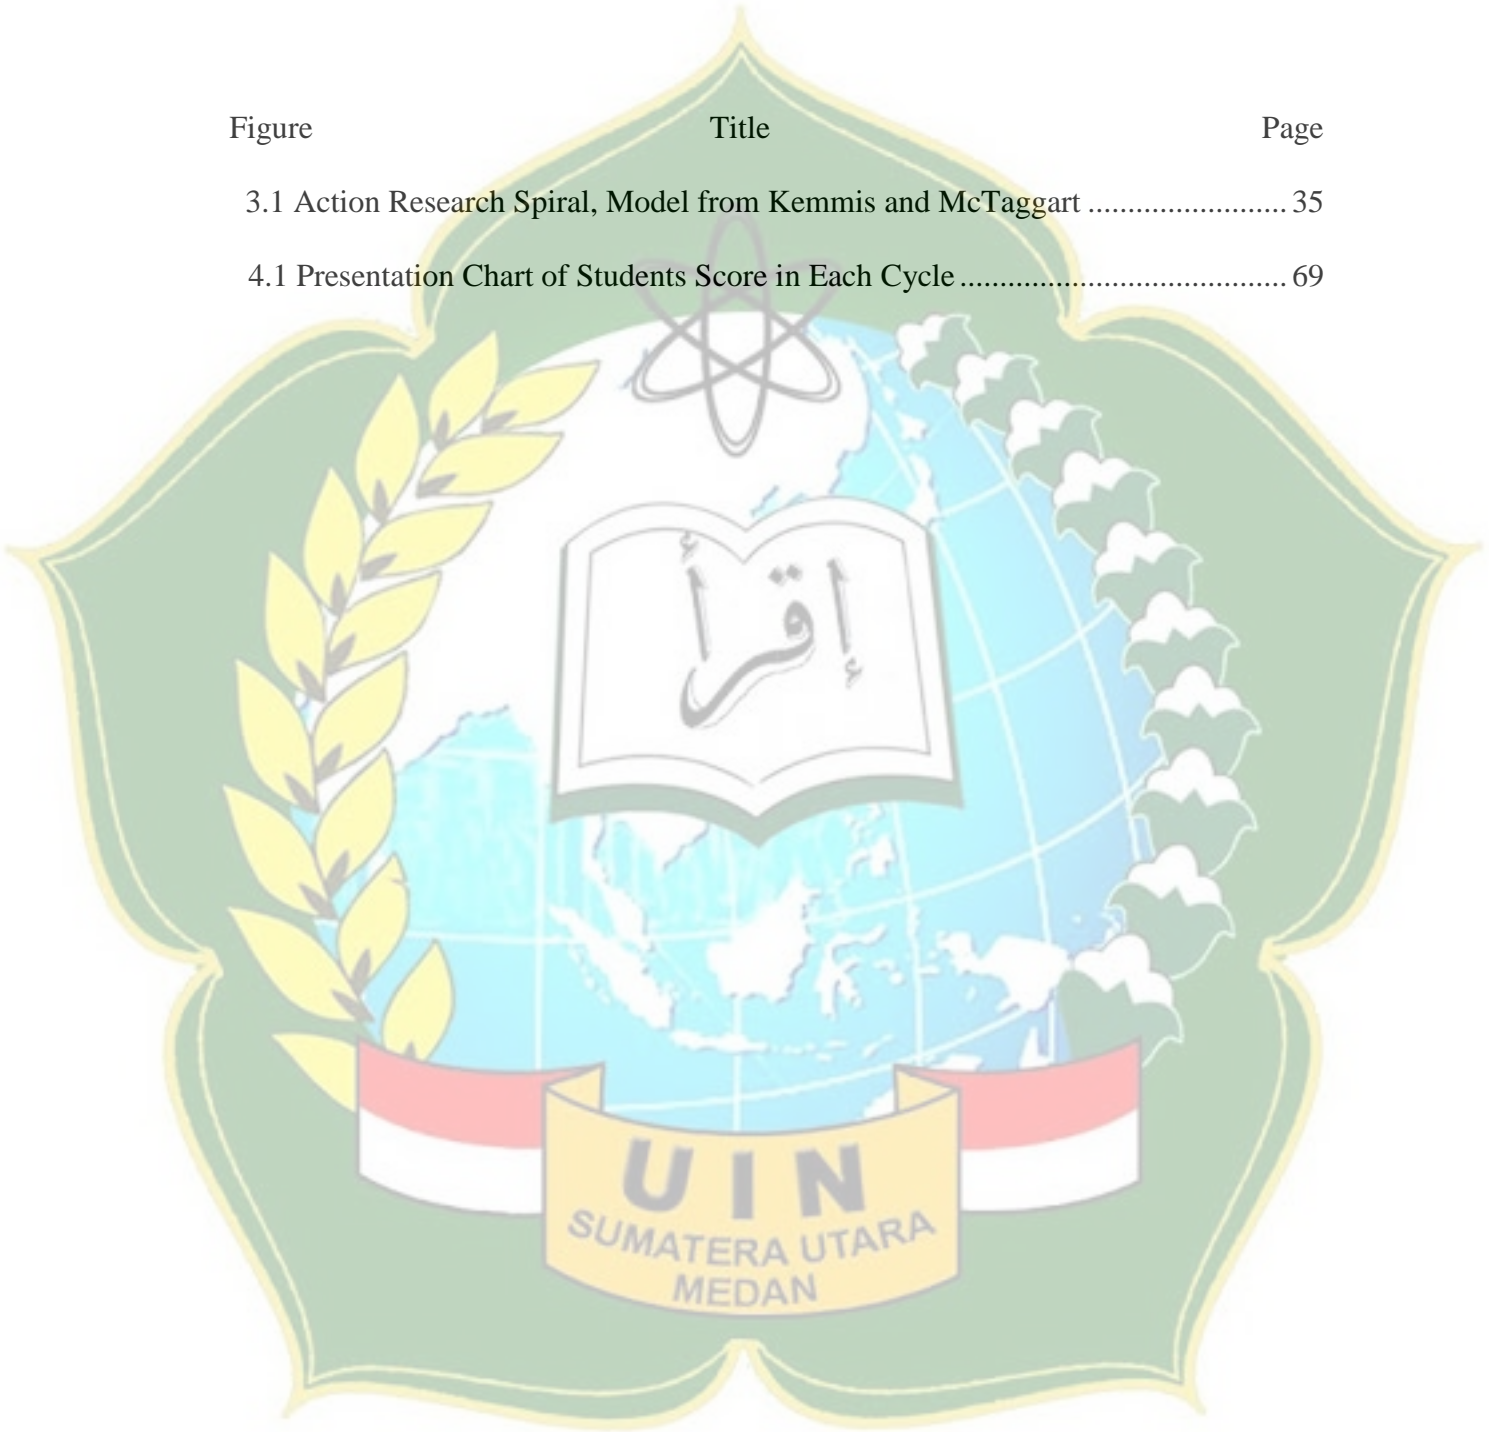 Figure Title Page
3.1 Action Research Spiral, Model from Kemmis and McTaggart ......................... 35
4.1 Presentation Chart of Students Score in Each Cycle ......................................... 69
إقرأ
UIN
SUMATERA UTARA
MEDAN